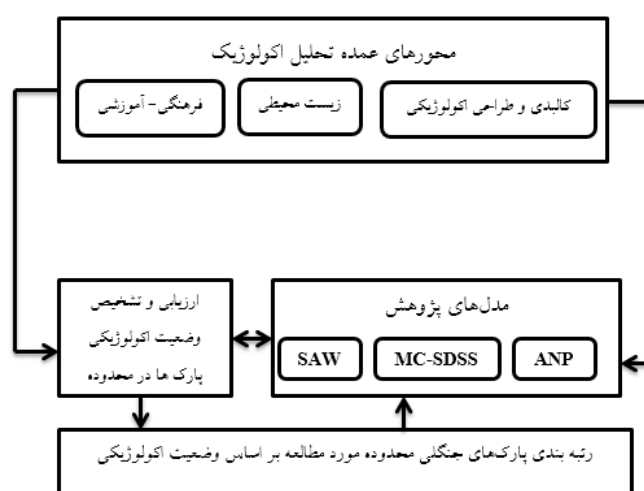 محورهای عمده تحلیل اکولوژیک
کالبدی و طراحی اکولوژیکی
زیست محیطی
فرهنگی- آموزشی
مدل‌های پژوهش
ANP
MC-SDSS
SAW
ارزیابی و تشخیص
وضعیت اکولوژیکی
پارک ها در محدوده
رتبه بندی پارک‌های جنگلی محدوده مورد مطالعه بر اساس وضعیت اکولوژیکی